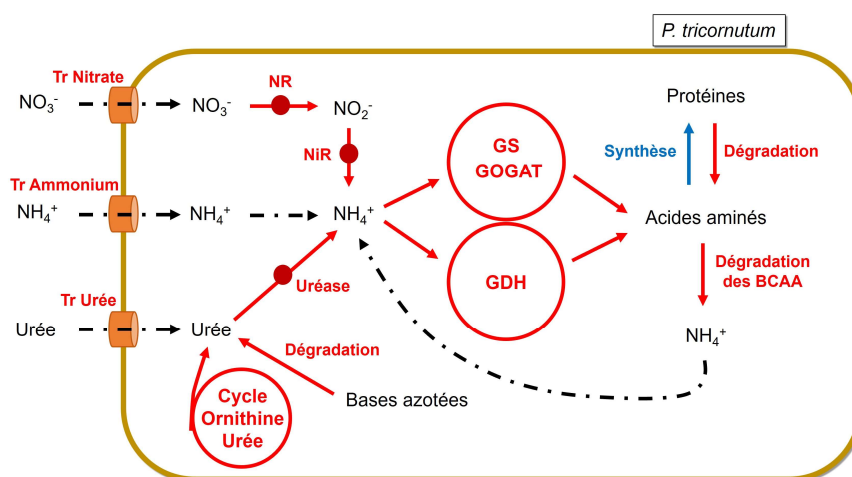 P. tricornutum
Tr Nitrate
NO₃⁻
NO₃⁻
NR
NO₂⁻
NiR
Tr Ammonium
NH₄⁺
NH₄⁺
NH₄⁺
GS
GOGAT
GDH
Protéines
Synthèse
Dégradation
Acides aminés
Dégradation
des BCAA
NH₄⁺
Uréase
Tr Urée
Urée
Urée
Dégradation
Bases azotées
Cycle
Ornithine
Urée